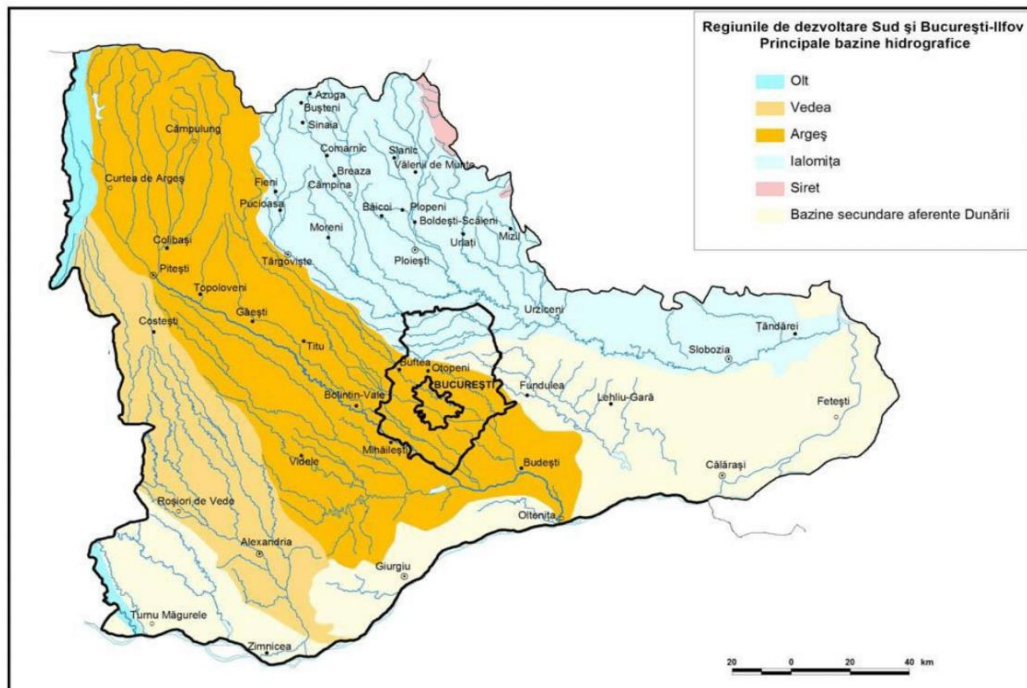 Regiunile de dezvoltare Sud şi Bucureşti-Ilfov
Principale bazine hidrografice
Olt
Vedea
Argeş
Ialomiţa
Siret
Bazine secundare aferente Dunării
Azuga
Buşteni
Sinaia
Câmpulung
Comarnic
Slanic
Vălenii de Munte
Breaza
Curtea de Argeş
Fieni
Câmpina
Pucioasa
Băicoi
Plopeni
Boldeşti-Scăieni
Moreni
Urlaţi
Mizil
Colibaşi
Târgovişte
Ploieşti
Piteşti
Topoloveni
Găeşti
Urziceni
Costeşti
Ţăndărei
Titu
Slobozia
Buftea
Otopeni
BUCUREŞTI
Fundulea
Bolintin-Vale
Lehliu-Gară
Feteşti
Mihăileşti
Videle
Budeşti
Călăraşi
Roşiori de Vede
Olteniţa
Alexandria
Giurgiu
Turnu Măgurele
Zimnicea
20 0 20 40 km